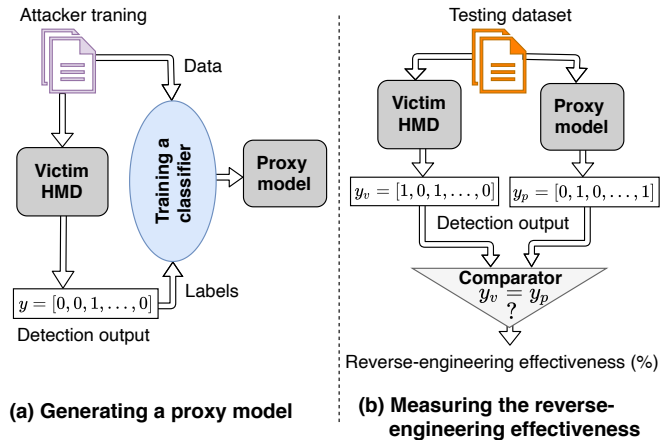 Attacker traning
Data
Victim
HMD
Training a
classifier
Proxy
model
y = [0, 0, 1, . . . , 0]
Labels
Detection output
(a) Generating a proxy model
Testing dataset
Victim
HMD
Proxy
model
y_v = [1, 0, 1, . . . , 0]
y_p = [0, 1, 0, . . . , 1]
Detection output
Comparator
y_v = y_p
?
Reverse-engineering effectiveness (%)
(b) Measuring the reverse-
engineering effectiveness